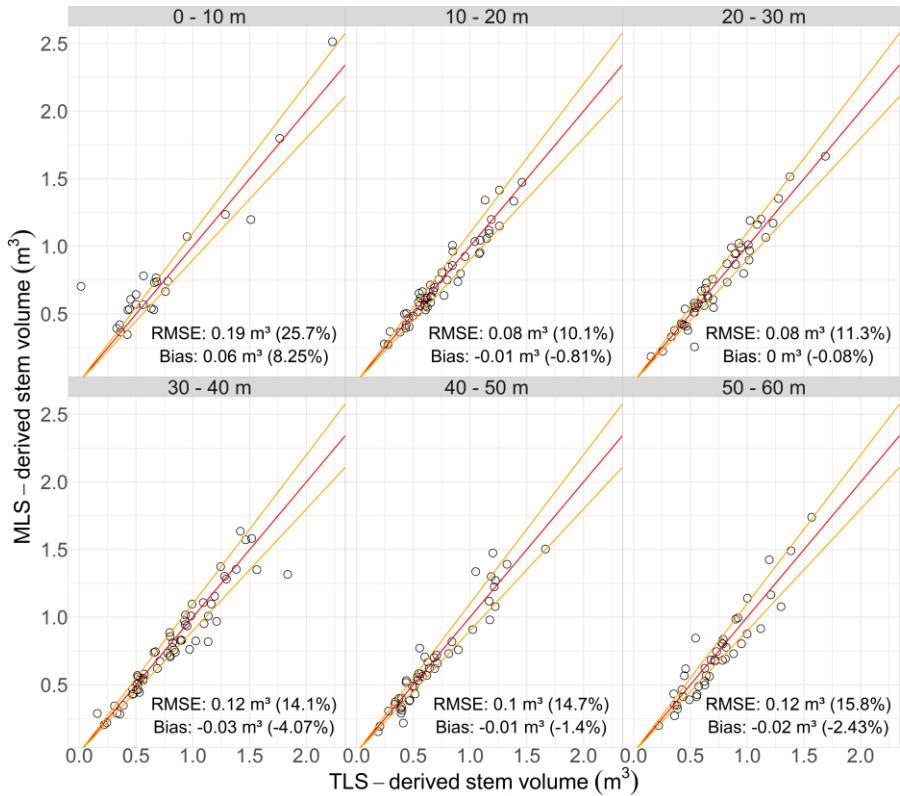 0 - 10 m
10 - 20 m
20 - 30 m
2.5
2.0
1.5
1.0
0.5
RMSE: 0.19 m³ (25.7%)
Bias: 0.06 m³ (8.25%)
RMSE: 0.08 m³ (10.1%)
Bias: -0.01 m³ (-0.81%)
RMSE: 0.08 m³ (11.3%)
Bias: 0 m³ (-0.08%)
MLS – derived stem volume (m³)
30 - 40 m
40 - 50 m
50 - 60 m
2.5
2.0
1.5
1.0
0.5
RMSE: 0.12 m³ (14.1%)
Bias: -0.03 m³ (-4.07%)
RMSE: 0.1 m³ (14.7%)
Bias: -0.01 m³ (-1.4%)
RMSE: 0.12 m³ (15.8%)
Bias: -0.02 m³ (-2.43%)
0.0 0.5 1.0 1.5 2.0
0.0 0.5 1.0 1.5 2.0
0.0 0.5 1.0 1.5 2.0
TLS – derived stem volume (m³)